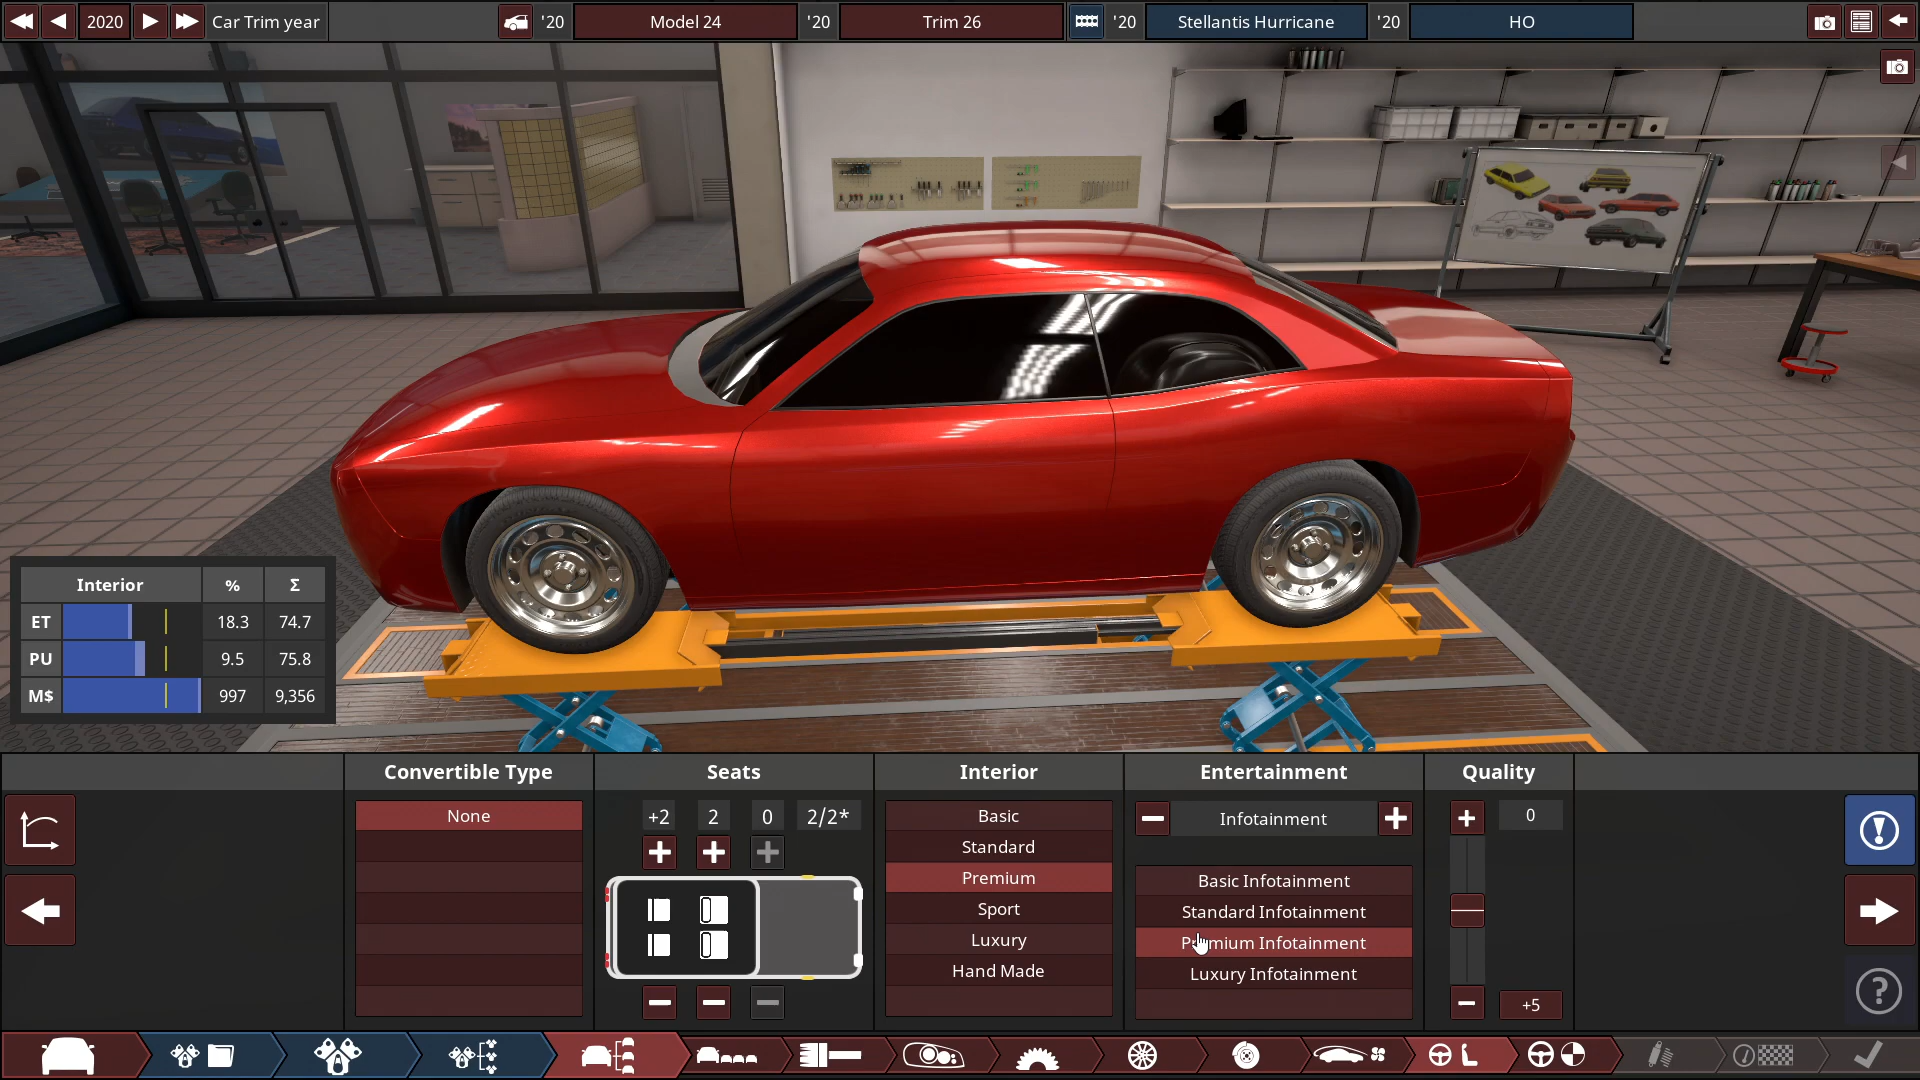 2020 Car Trim year '20 Model 24 '20 Trim 26 '20 Stellantis Hurricane '20 HO
Interior % Σ
ET 18.3 74.7
PU 9.5 75.8
M$ 997 9,356
Convertible Type
None
Seats
+2 2 0 2/2*
Interior
Basic
Standard
Premium
Sport
Luxury
Hand Made
Entertainment
Infotainment
Basic Infotainment
Standard Infotainment
Premium Infotainment
Luxury Infotainment
Quality
0
+5